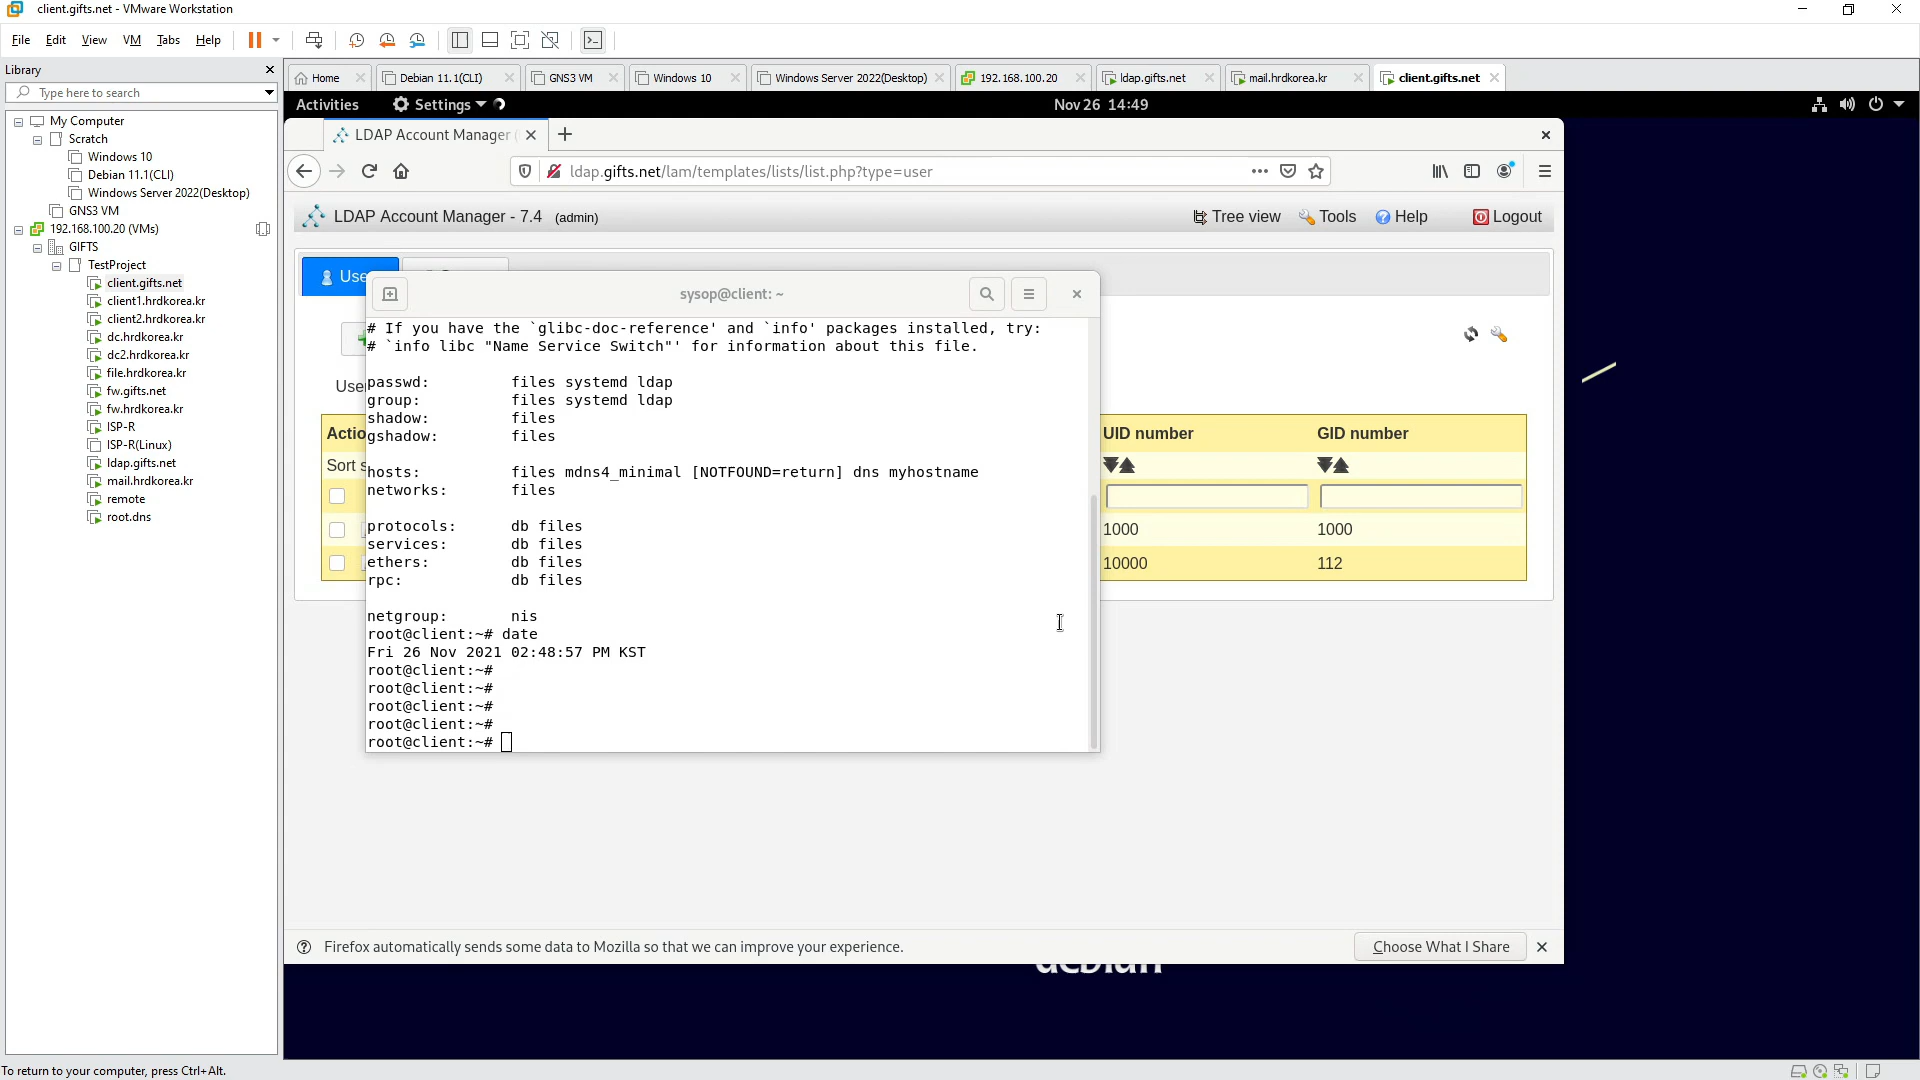 client.gifts.net - VMware Workstation
File Edit View VM Tabs Help
Library
Type here to search
Home
Debian 11.1(CLI)
GNS3 VM
Windows 10
Windows Server 2022(Desktop)
192.168.100.20
ldap.gifts.net
mail.hrdkorea.kr
client.gifts.net
My Computer
Scratch
Windows 10
Debian 11.1(CLI)
Windows Server 2022(Desktop)
GNS3 VM
192.168.100.20 (VMs)
GIFTS
TestProject
client.gifts.net
client1.hrdkorea.kr
client2.hrdkorea.kr
dc.hrdkorea.kr
dc2.hrdkorea.kr
file.hrdkorea.kr
fw.gifts.net
fw.hrdkorea.kr
ISP-R
ISP-R(Linux)
ldap.gifts.net
mail.hrdkorea.kr
remote
root.dns
Activities Settings Nov 26 14:49
LDAP Account Manager (
ldap.gifts.net/lam/templates/lists/list.php?type=user
LDAP Account Manager - 7.4 (admin)
Tree view Tools Help Logout
Use
Use
Actio
Sort s
UID number GID number
1000 1000
10000 112
sysop@client: ~
# If you have the `glibc-doc-reference' and `info' packages installed, try:
# `info libc "Name Service Switch"' for information about this file.
passwd: files systemd ldap
group: files systemd ldap
shadow: files
gshadow: files
hosts: files mdns4_minimal [NOTFOUND=return] dns myhostname
networks: files
protocols: db files
services: db files
ethers: db files
rpc: db files
netgroup: nis
root@client:~# date
Fri 26 Nov 2021 02:48:57 PM KST
root@client:~#
root@client:~#
root@client:~#
root@client:~#
root@client:~#
Firefox automatically sends some data to Mozilla so that we can improve your experience.
Choose What I Share
debian
To return to your computer, press Ctrl+Alt.